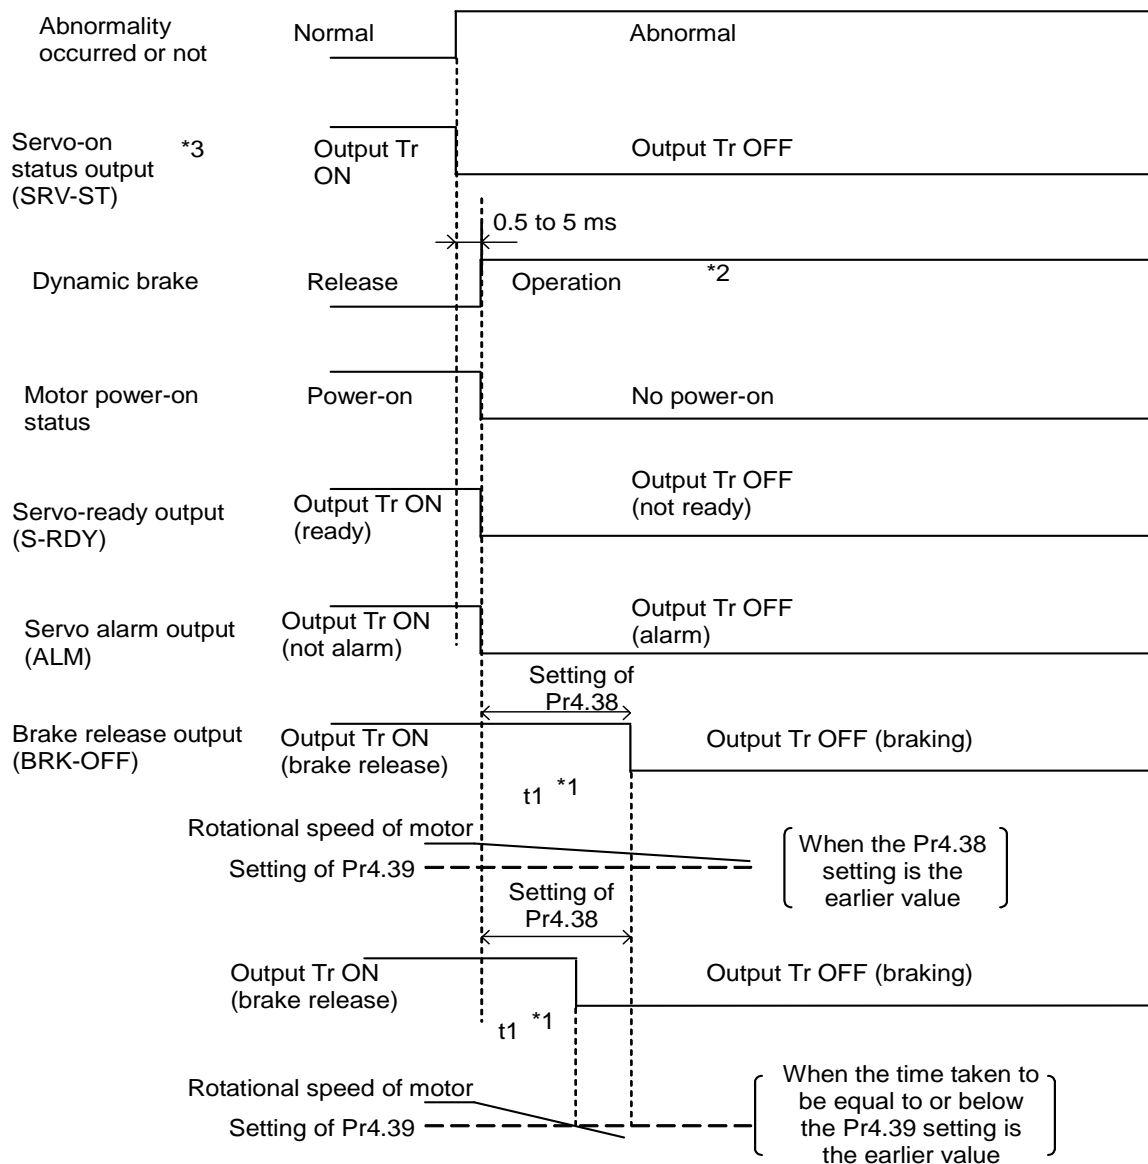 Abnormality
occurred or not
Normal
Abnormal
Servo-on
status output
(SRV-ST)
*3
Output Tr
ON
Output Tr OFF
0.5 to 5 ms
Dynamic brake
Release
Operation
*2
Motor power-on
status
Power-on
No power-on
Servo-ready output
(S-RDY)
Output Tr ON
(ready)
Output Tr OFF
(not ready)
Servo alarm output
(ALM)
Output Tr ON
(not alarm)
Output Tr OFF
(alarm)
Setting of
Pr4.38
Brake release output
(BRK-OFF)
Output Tr ON
(brake release)
Output Tr OFF (braking)
t1 *1
Rotational speed of motor
Setting of Pr4.39
When the Pr4.38
setting is the
earlier value
Setting of
Pr4.38
Output Tr ON
(brake release)
Output Tr OFF (braking)
t1 *1
Rotational speed of motor
Setting of Pr4.39
When the time taken to
be equal to or below
the Pr4.39 setting is
the earlier value